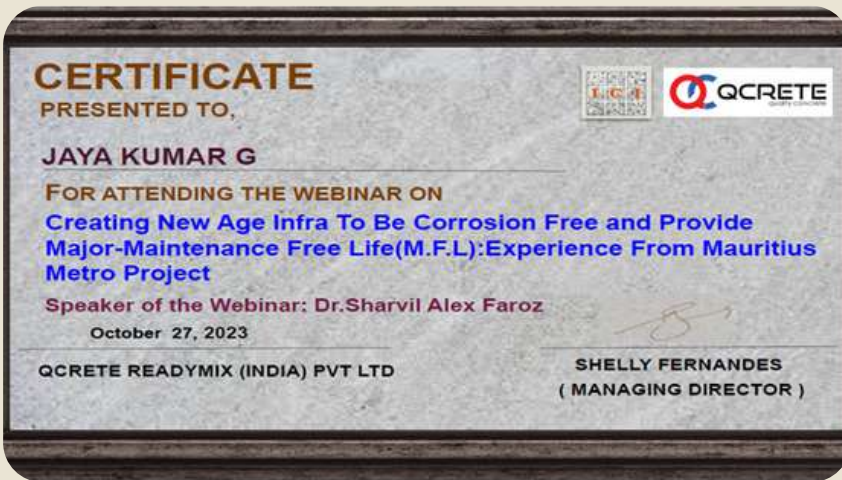 CERTIFICATE
PRESENTED TO,
I.C.I
QCRETE
quality concrete
JAYA KUMAR G
FOR ATTENDING THE WEBINAR ON
Creating New Age Infra To Be Corrosion Free and Provide
Major-Maintenance Free Life(M.F.L):Experience From Mauritius
Metro Project
Speaker of the Webinar: Dr.Sharvil Alex Faroz
October 27, 2023
QCRETE READYMIX (INDIA) PVT LTD
SHELLY FERNANDES
( MANAGING DIRECTOR )